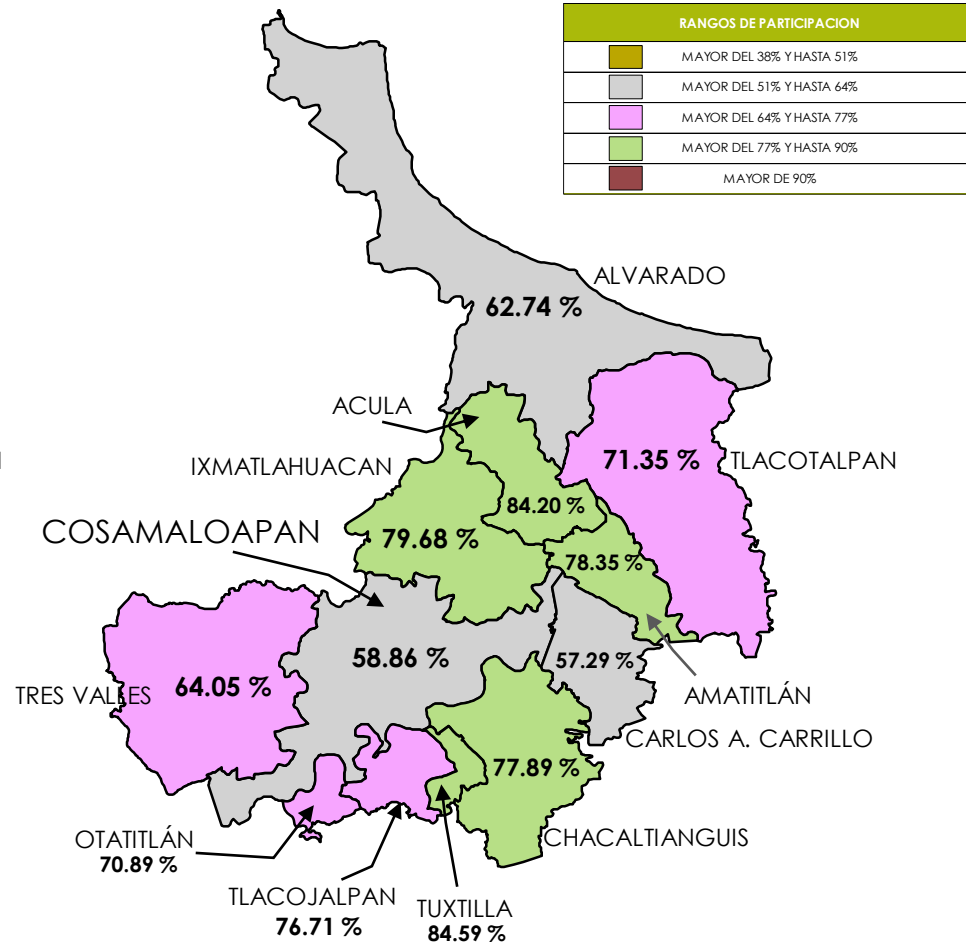 RANGOS DE PARTICIPACION
MAYOR DEL 38% Y HASTA 51%
MAYOR DEL 51% Y HASTA 64%
MAYOR DEL 64% Y HASTA 77%
MAYOR DEL 77% Y HASTA 90%
MAYOR DE 90%
ALVARADO
62.74 %
ACULA
IXMATLAHUACAN
71.35 %
TLACOTALPAN
84.20 %
COSAMALOAPAN
79.68 %
78.35 %
58.86 %
57.29 %
TRES VALLES
64.05 %
AMATITLÁN
CARLOS A. CARRILLO
77.89 %
OTATITLÁN
70.89 %
CHACALTIANGUIS
TLACOJALPAN
76.71 %
TUXTILLA
84.59 %